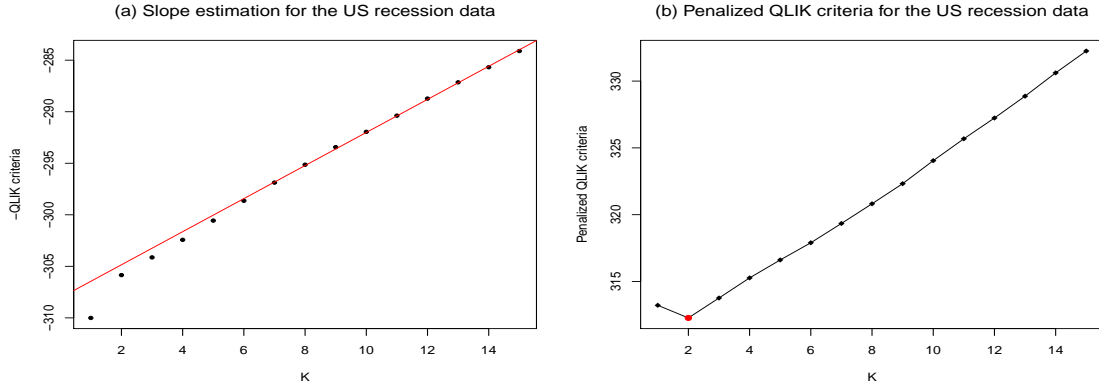 (a) Slope estimation for the US recession data
−QLIK criteria
−285
−290
−295
−300
−305
−310
2 4 6 8 10 12 14
K
(b) Penalized QLIK criteria for the US recession data
Penalized QLIK criteria
330
325
320
315
2 4 6 8 10 12 14
K